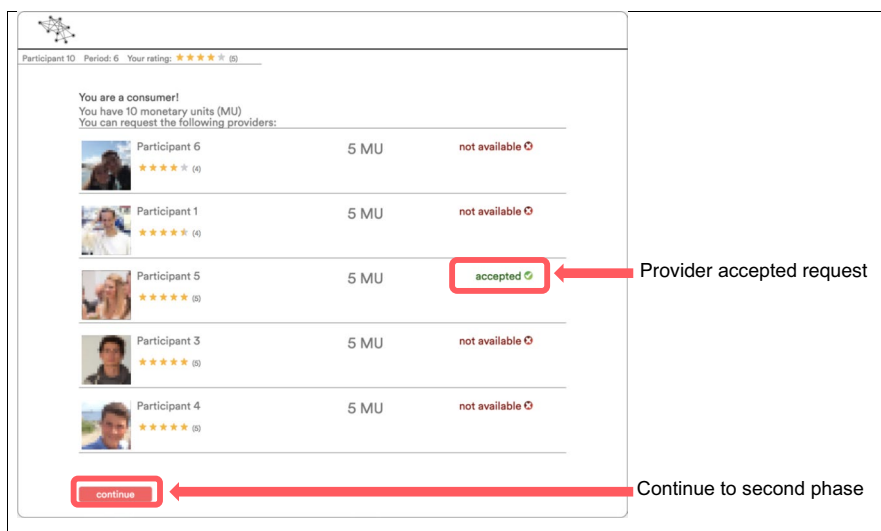 Participant 10 Period: 6 Your rating: ★★★★★ (5)
You are a consumer!
You have 10 monetary units (MU)
You can request the following providers:
Participant 6 5 MU not available
★★★★★ (4)
Participant 1 5 MU not available
★★★★★ (4)
Participant 5 5 MU accepted Provider accepted request
★★★★★ (5)
Participant 3 5 MU not available
★★★★★ (5)
Participant 4 5 MU not available
★★★★★ (5)
continue Continue to second phase